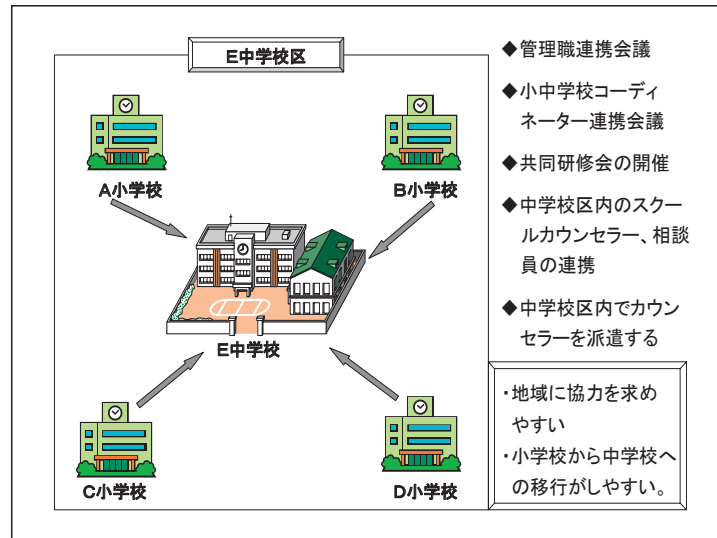 E中学校区
A小学校
B小学校
E中学校
C小学校
D小学校
◆管理職連携会議
◆小中学校コーディ
ネーター連携会議
◆共同研修会の開催
◆中学校区内のスクー
ルカウンセラー、相談
員の連携
◆中学校区内でカウン
セラーを派遣する
・地域に協力を求め
やすい
・小学校から中学校へ
の移行がしやすい。